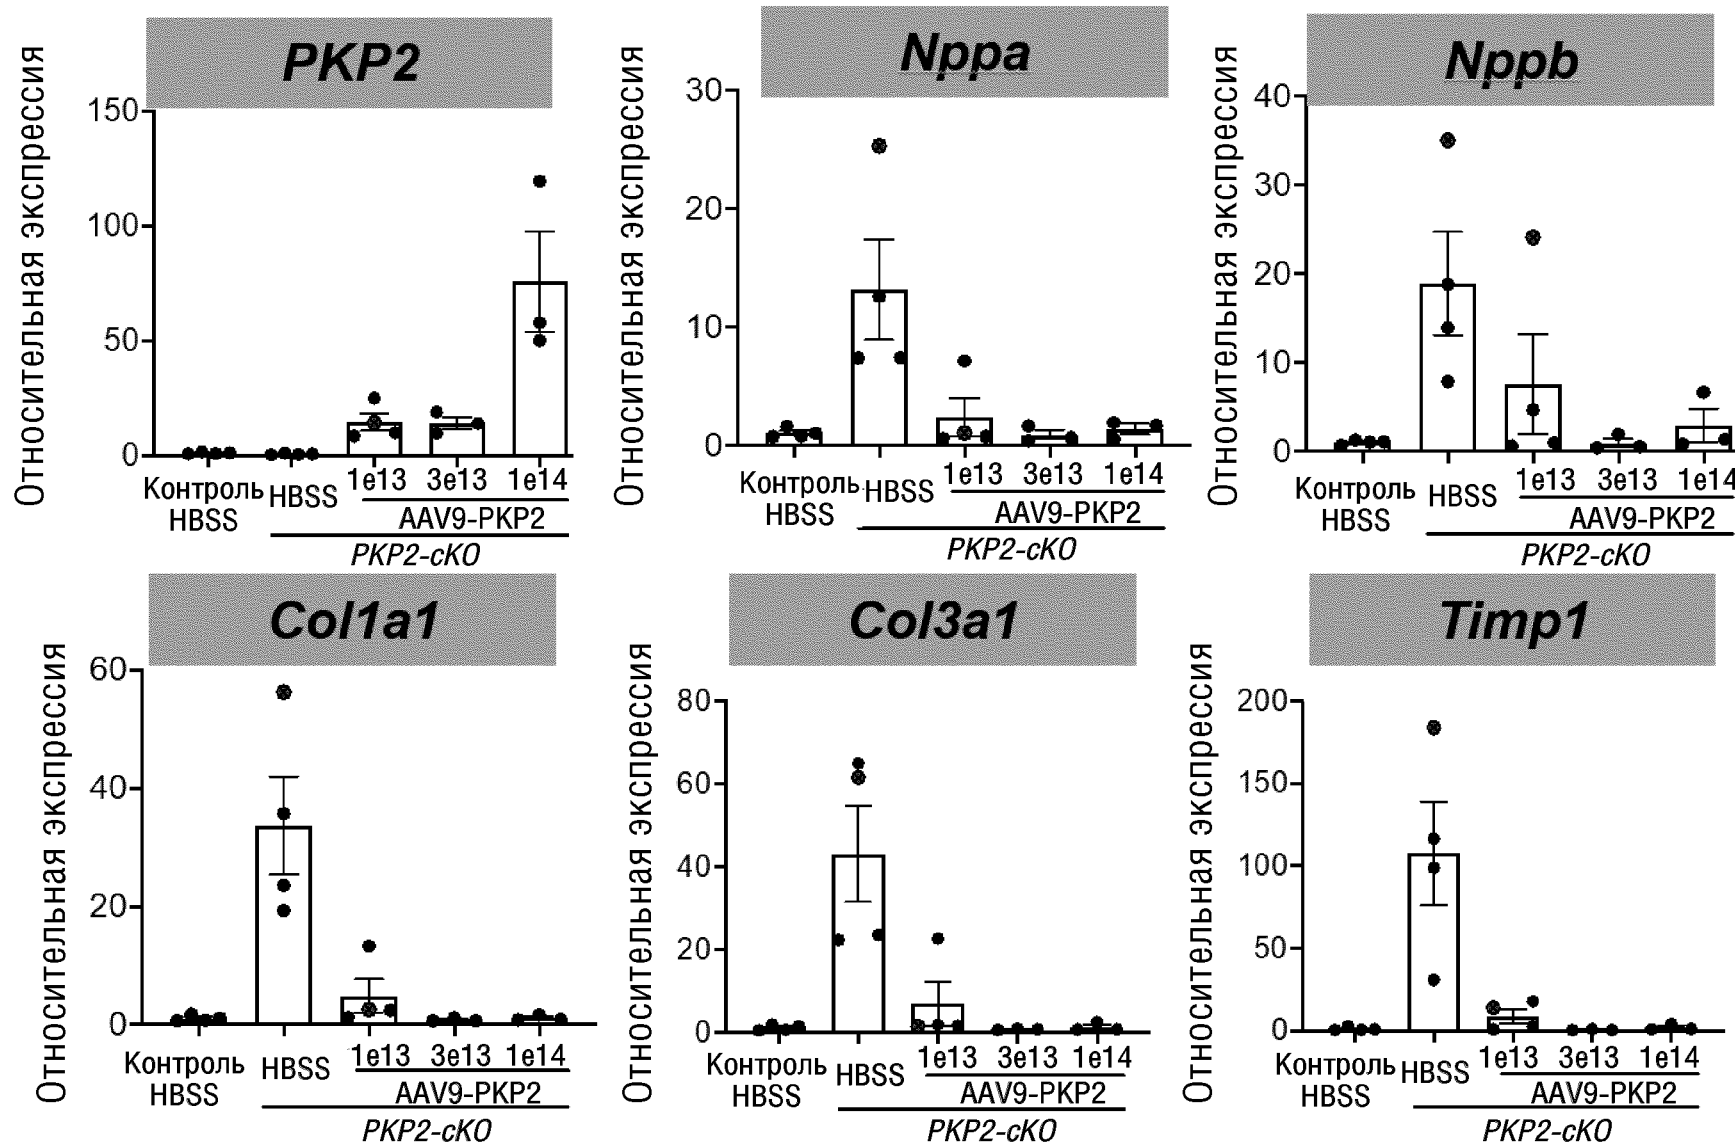 PKP2
Относительная экспрессия
150
100
50
0
Контроль
HBSS
HBSS
1e13 3e13 1e14
AAV9-PKP2
PKP2-cKO
Nppa
Относительная экспрессия
30
20
10
0
Контроль
HBSS
HBSS
1e13 3e13 1e14
AAV9-PKP2
PKP2-cKO
Nppb
Относительная экспрессия
40
30
20
10
0
Контроль
HBSS
HBSS
1e13 3e13 1e14
AAV9-PKP2
PKP2-cKO
Col1a1
Относительная экспрессия
60
40
20
0
Контроль
HBSS
HBSS
1e13 3e13 1e14
AAV9-PKP2
PKP2-cKO
Col3a1
Относительная экспрессия
80
60
40
20
0
Контроль
HBSS
HBSS
1e13 3e13 1e14
AAV9-PKP2
PKP2-cKO
Timp1
Относительная экспрессия
200
150
100
50
0
Контроль
HBSS
HBSS
1e13 3e13 1e14
AAV9-PKP2
PKP2-cKO